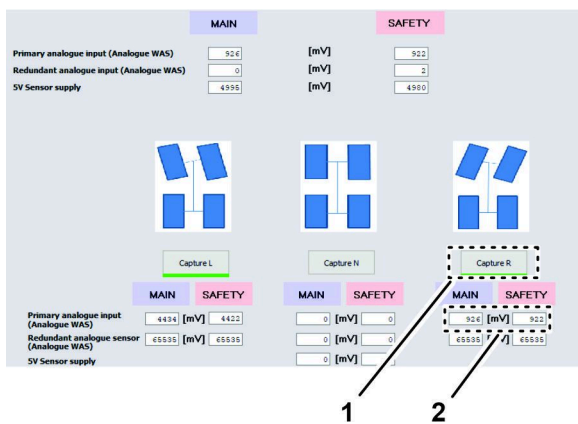 MAIN SAFETY
Primary analogue input (Analogue WAS) 926 [mV] 922
Redundant analogue input (Analogue WAS) 0 [mV] 2
5V Sensor supply 4995 [mV] 4980
Capture L Capture N Capture R
MAIN SAFETY MAIN SAFETY MAIN SAFETY
Primary analogue input
(Analogue WAS) 4434 [mV] 4422 0 [mV] 0 926 [mV] 922
Redundant analogue sensor
(Analogue WAS) 65535 [mV] 65535 0 [mV] 0 65535 [mV] 65535
5V Sensor supply 0 [mV] 0
1 2